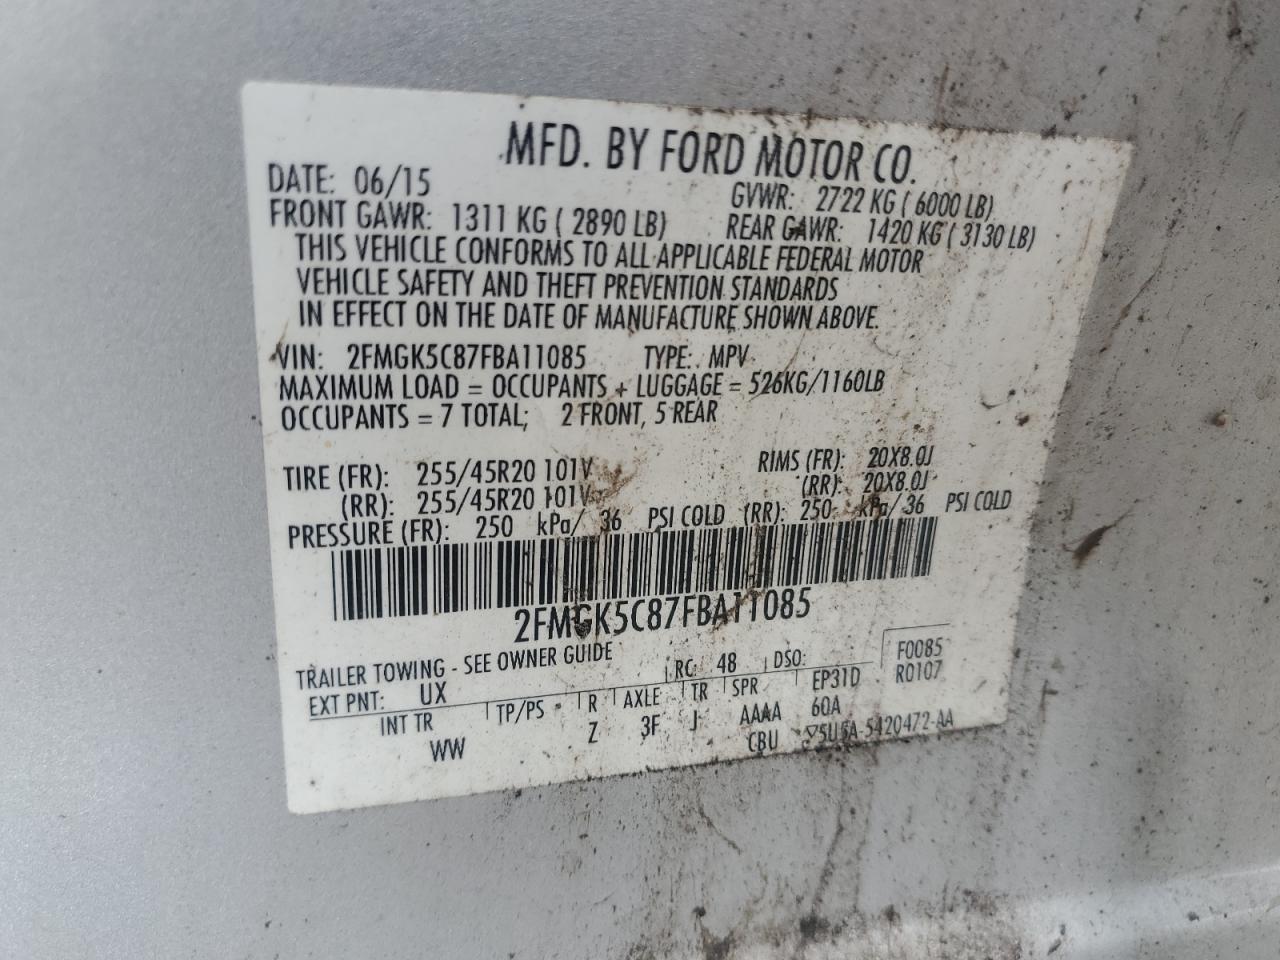 MFD. BY FORD MOTOR CO.
DATE: 06/15 GVWR: 2722 KG ( 6000 LB)
FRONT GAWR: 1311 KG ( 2890 LB) REAR GAWR: 1420 KG ( 3130 LB)
THIS VEHICLE CONFORMS TO ALL APPLICABLE FEDERAL MOTOR
VEHICLE SAFETY AND THEFT PREVENTION STANDARDS
IN EFFECT ON THE DATE OF MANUFACTURE SHOWN ABOVE.
VIN: 2FMGK5C87FBA11085 TYPE: MPV
MAXIMUM LOAD = OCCUPANTS + LUGGAGE = 526KG/1160LB
OCCUPANTS = 7 TOTAL; 2 FRONT, 5 REAR
TIRE (FR): 255/45R20 101V RIMS (FR): 20X8.0J
(RR): 255/45R20 101V (RR): 20X8.0J
PRESSURE (FR): 250 kPa/ 36 PSI COLD (RR): 250 kPa/ 36 PSI COLD
2FMGK5C87FBA11085
TRAILER TOWING - SEE OWNER GUIDE RC: 48 DSO: F0085
EXT PNT: UX R0107
INT TR TP/PS R AXLE TR SPR EP31D
WW Z 3F J AAAA 60A
CBU 5U5A-5420472-AA